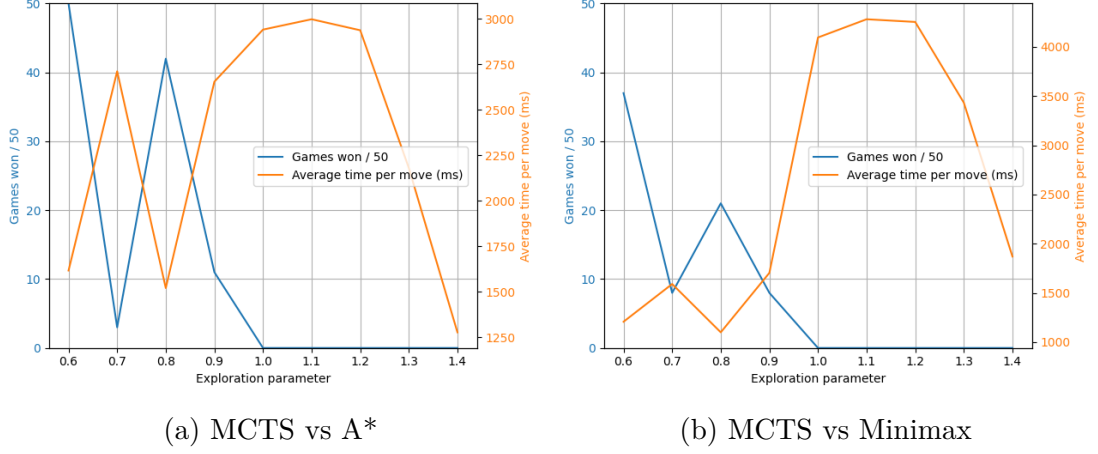 50
40
30
20
10
0
Games won / 50
0.6 0.7 0.8 0.9 1.0 1.1 1.2 1.3 1.4
Exploration parameter
3000
2750
2500
2250
2000
1750
1500
1250
Average time per move (ms)
Games won / 50
Average time per move (ms)
(a) MCTS vs A*
50
40
30
20
10
0
Games won / 50
0.6 0.7 0.8 0.9 1.0 1.1 1.2 1.3 1.4
Exploration parameter
4000
3500
3000
2500
2000
1500
1000
Average time per move (ms)
Games won / 50
Average time per move (ms)
(b) MCTS vs Minimax